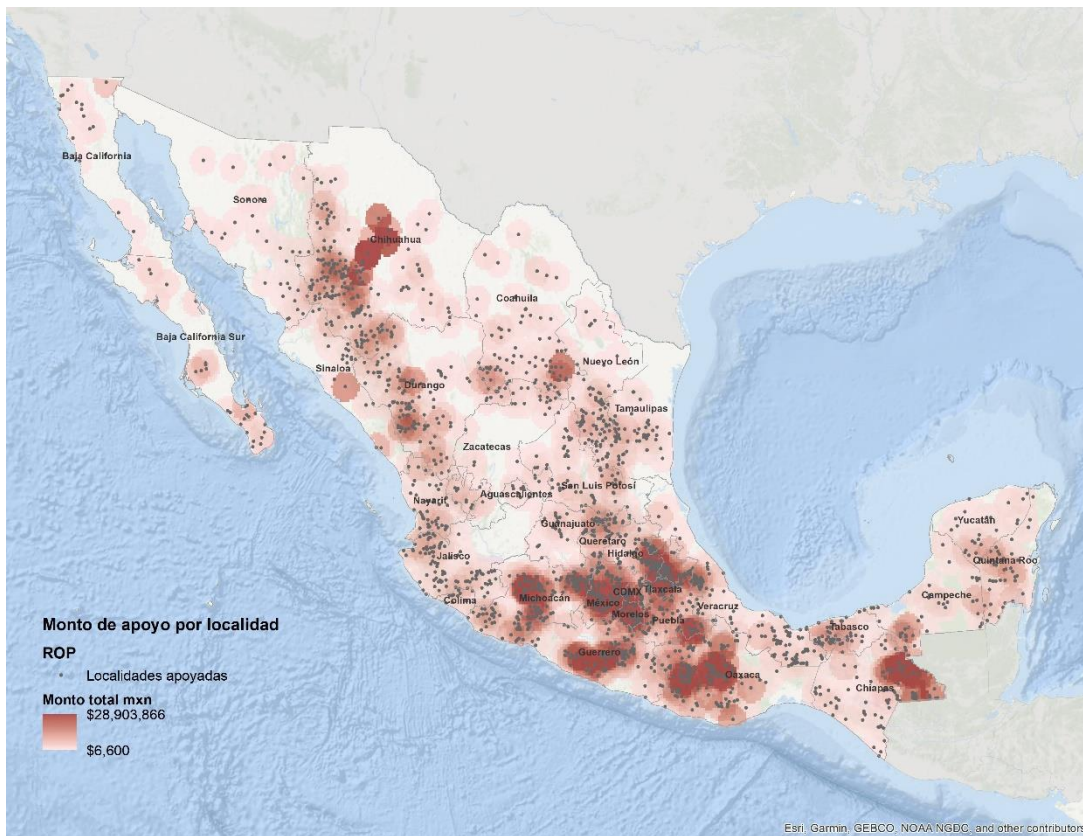 Baja California
Sonora
Chihuahua
Coahuila
Baja California Sur
Nuevo León
Sinaloa
Durango
Tamaulipas
Zacatecas
San Luis Potosí
Aguascalientes
Nayarit
Guanajuato
Querétaro
Hidalgo
Yucatán
Jalisco
Quintana Roo
CDMX
Tlaxcala
Michoacán
México
Colima
Campeche
Morelos
Veracruz
Puebla
Tabasco
Guerrero
Oaxaca
Chiapas
Monto de apoyo por localidad
ROP
Localidades apoyadas
Monto total mxn
$28,903,866
$6,600
Esri, Garmin, GEBCO, NOAA NGDC, and other contributors